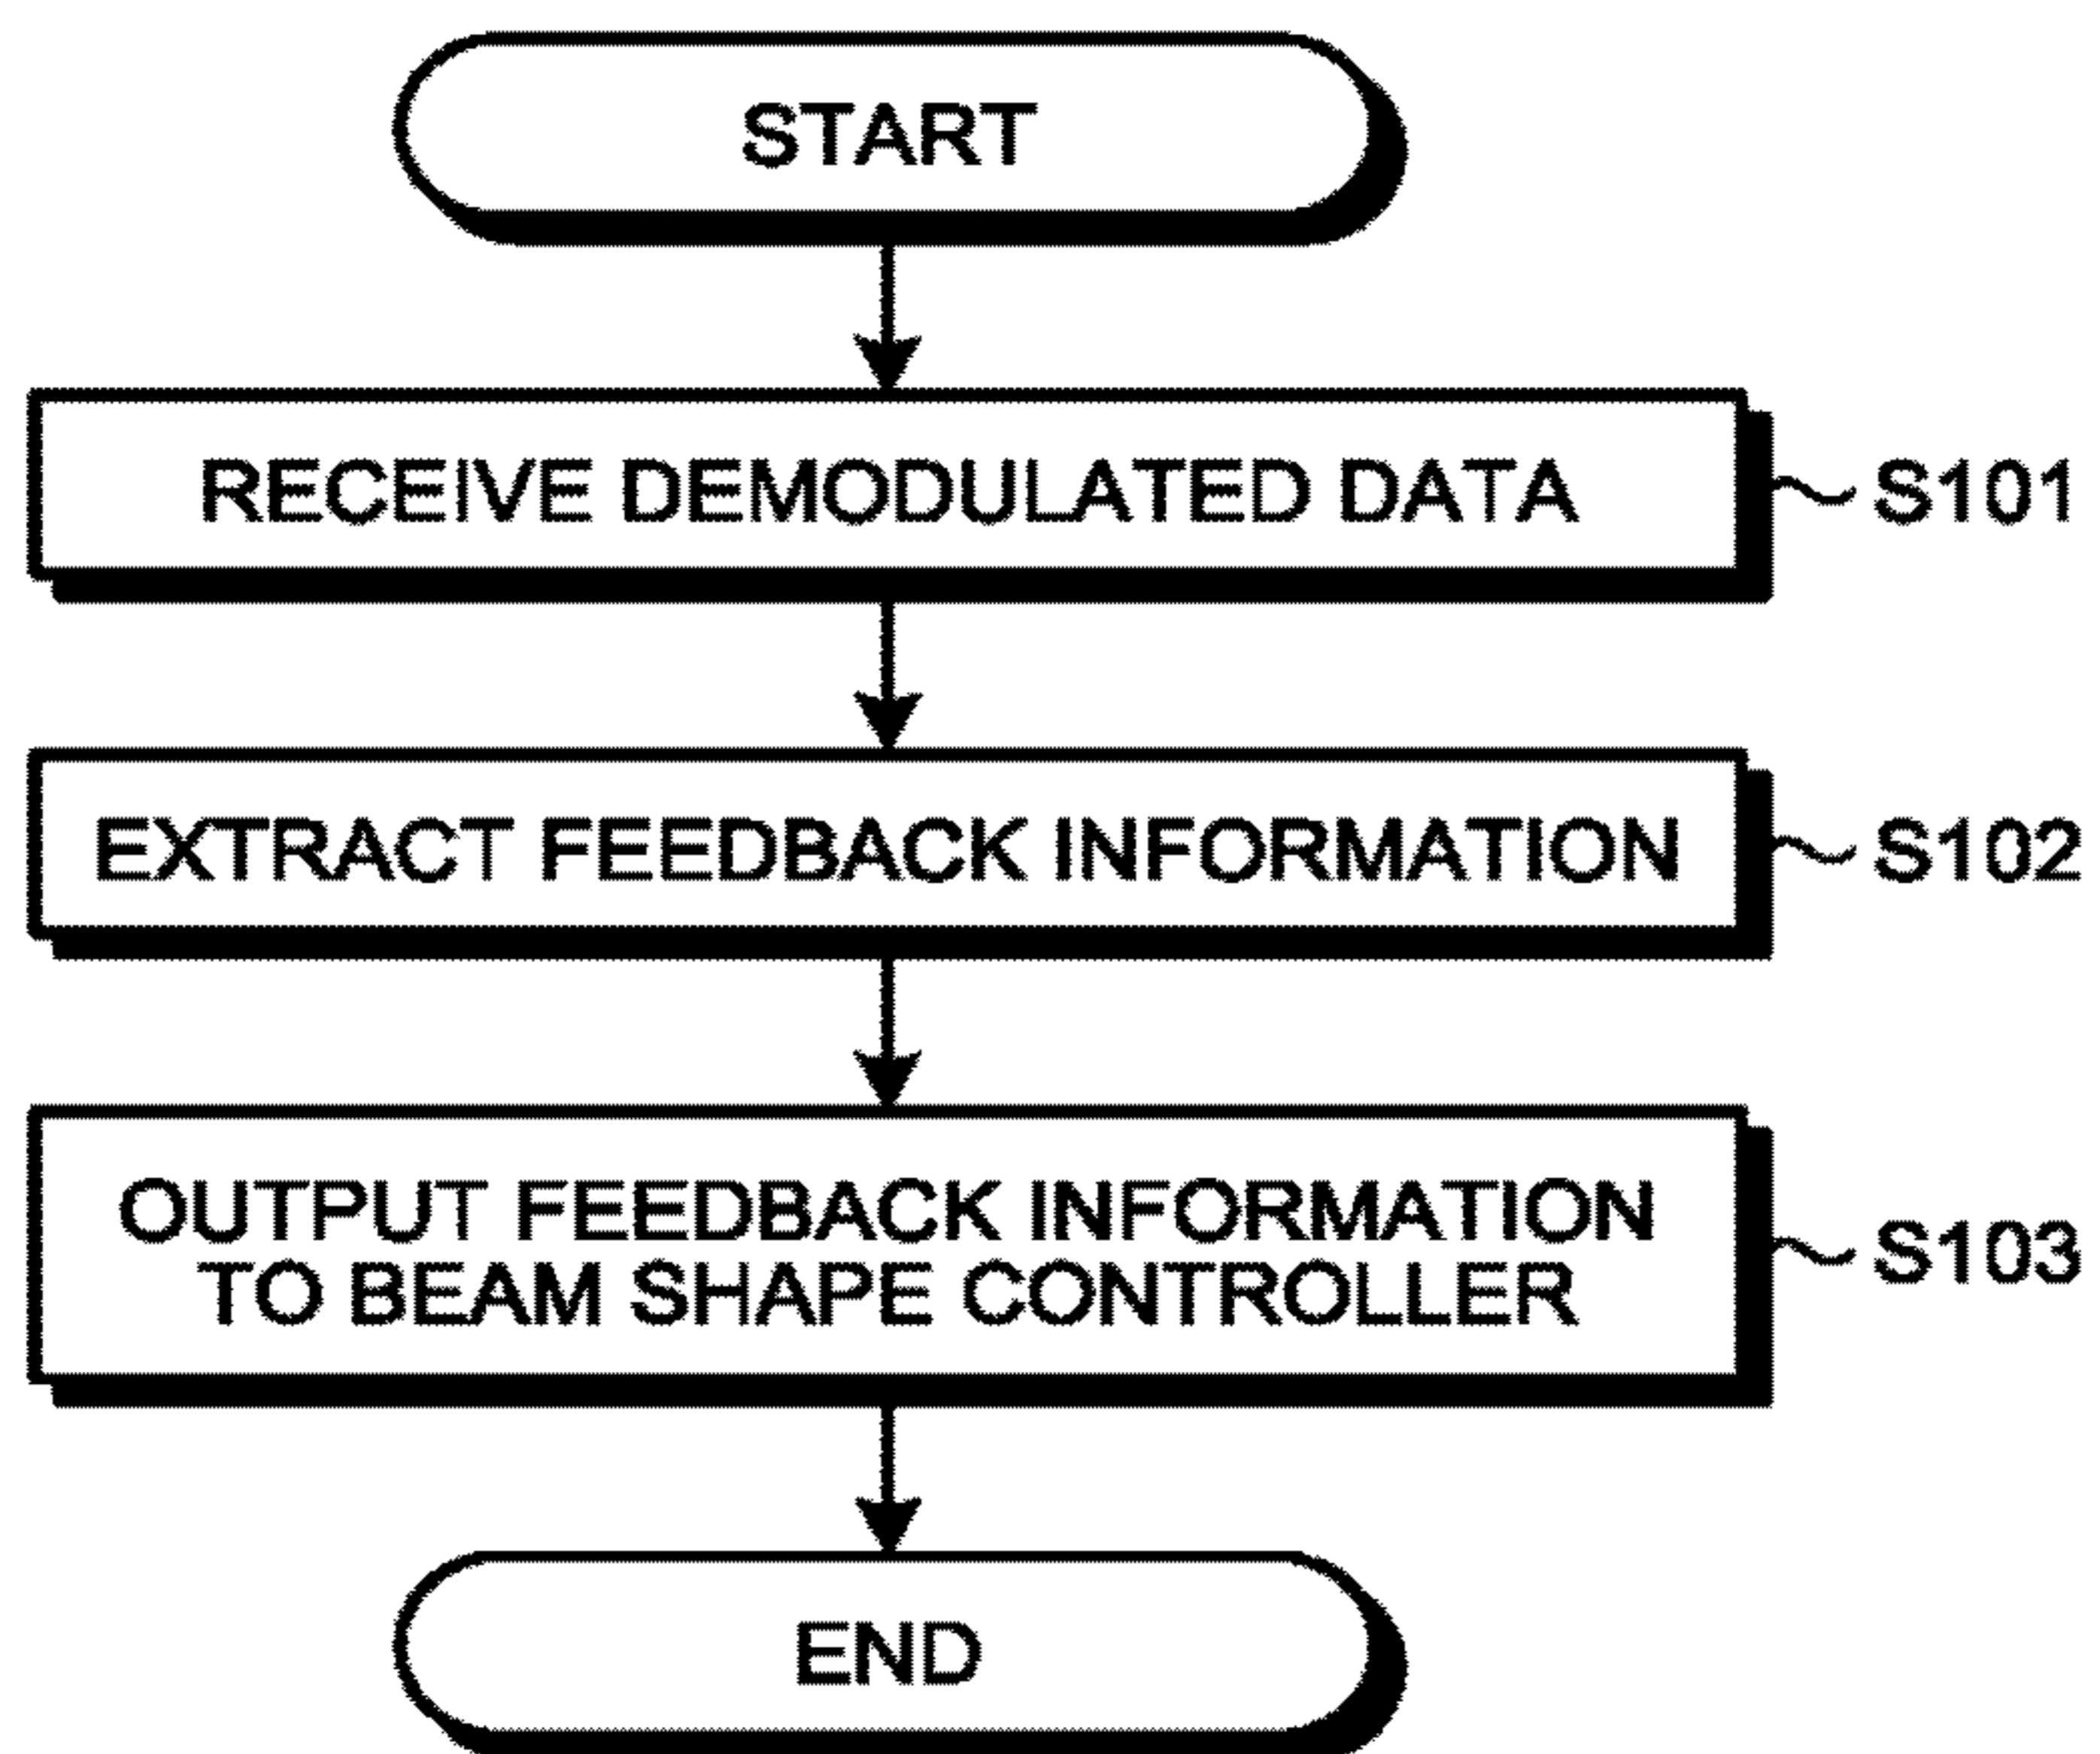 START
RECEIVE DEMODULATED DATA
S101
EXTRACT FEEDBACK INFORMATION
S102
OUTPUT FEEDBACK INFORMATION
TO BEAM SHAPE CONTROLLER
S103
END